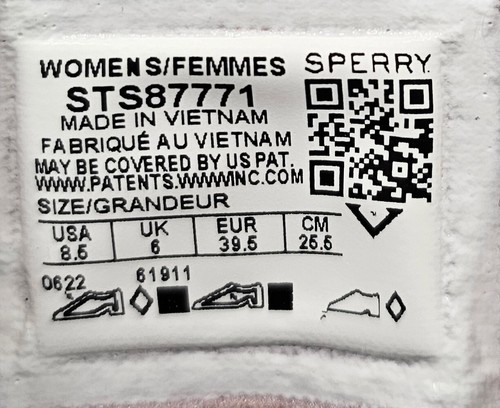 WOMENS/FEMMES SPERRY
STS87771
MADE IN VIETNAM
FABRIQUÉ AU VIETNAM
MAY BE COVERED BY US PAT.
WWW.PATENTS.WWWINC.COM
SIZE/GRANDEUR
USA UK EUR CM
8.5 6 39.5 25.5
0622 61911